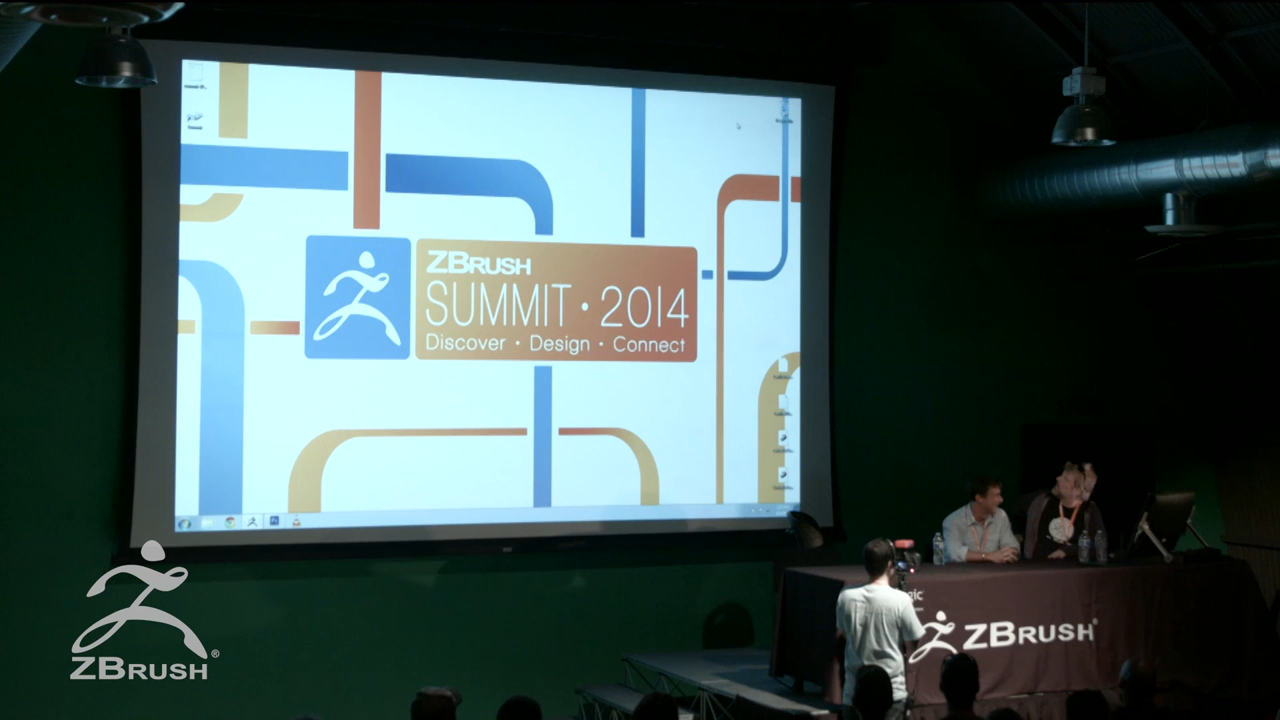 ZBRUSH
SUMMIT • 2014
Discover • Design • Connect
ZBRUSH®
ZBRUSH®